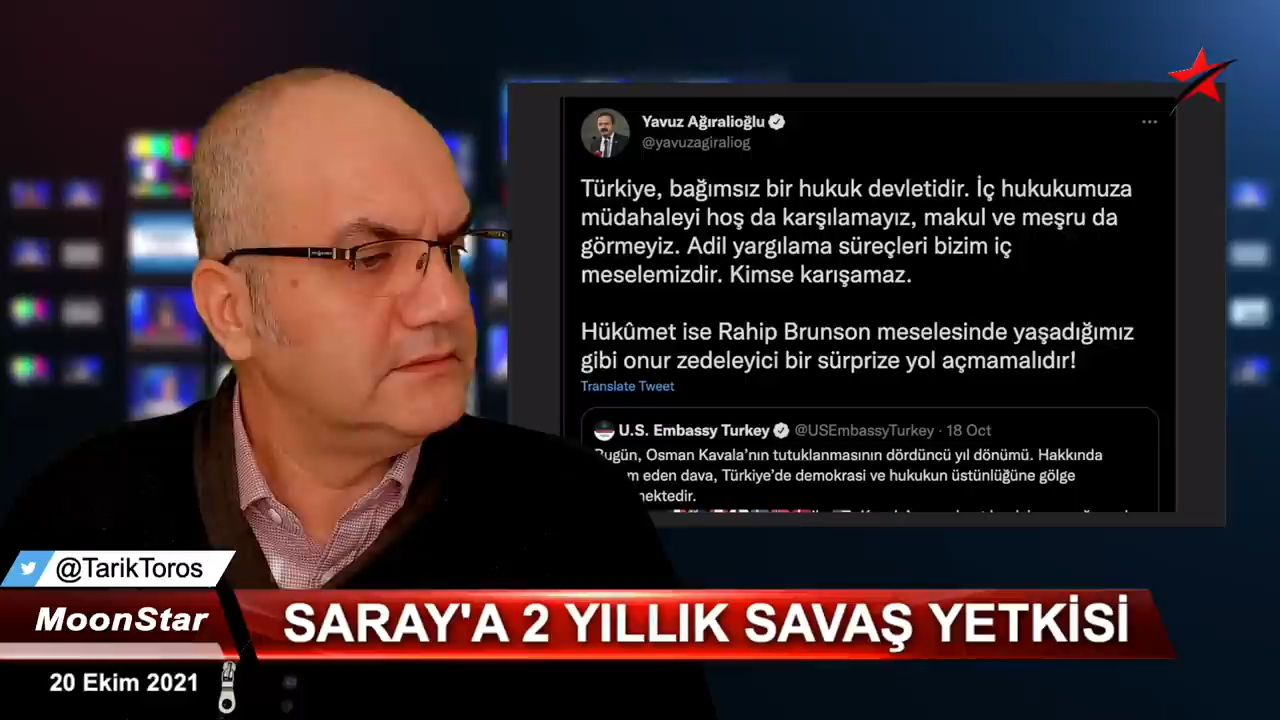 Yavuz Ağıralioğlu
@yavuzagiraliog
Türkiye, bağımsız bir hukuk devletidir. İç hukukumuza
müdahaleyi hoş da karşılamayız, makul ve meşru da
görmeyiz. Adil yargılama süreçleri bizim iç
meselemizdir. Kimse karışamaz.
Hükûmet ise Rahip Brunson meselesinde yaşadığımız
gibi onur zedeleyici bir sürprize yol açmamalıdır!
Translate Tweet
U.S. Embassy Turkey @USEmbassyTurkey · 18 Oct
Bugün, Osman Kavala'nın tutuklanmasının dördüncü yıl dönümü. Hakkında
eden dava, Türkiye'de demokrasi ve hukukun üstünlüğüne gölge
@TarikToros
MoonStar
SARAY'A 2 YILLIK SAVAŞ YETKİSİ
20 Ekim 2021